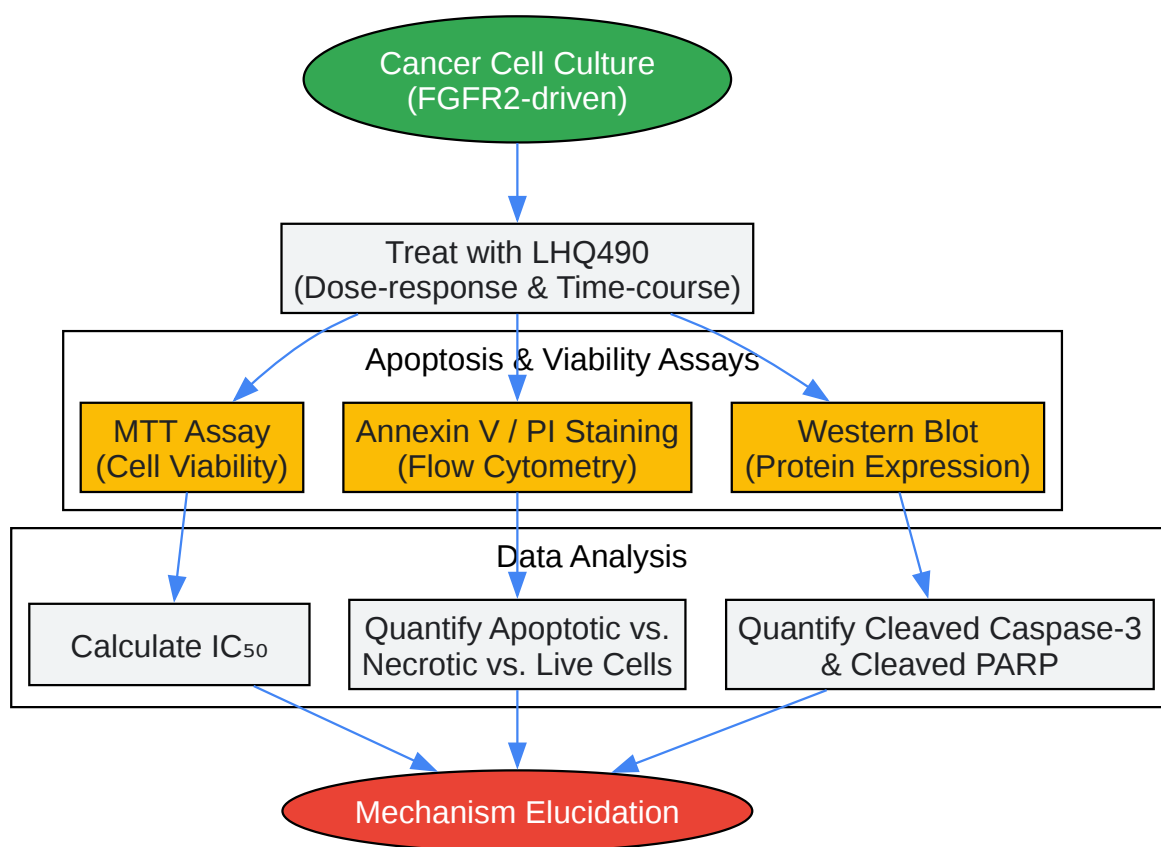 Cancer Cell Culture
(FGFR2-driven)
Treat with LHQ490
(Dose-response & Time-course)
Apoptosis & Viability Assays
MTT Assay
(Cell Viability)
Annexin V / PI Staining
(Flow Cytometry)
Western Blot
(Protein Expression)
Data Analysis
Calculate IC₅₀
Quantify Apoptotic vs.
Necrotic vs. Live Cells
Quantify Cleaved Caspase-3
& Cleaved PARP
Mechanism Elucidation